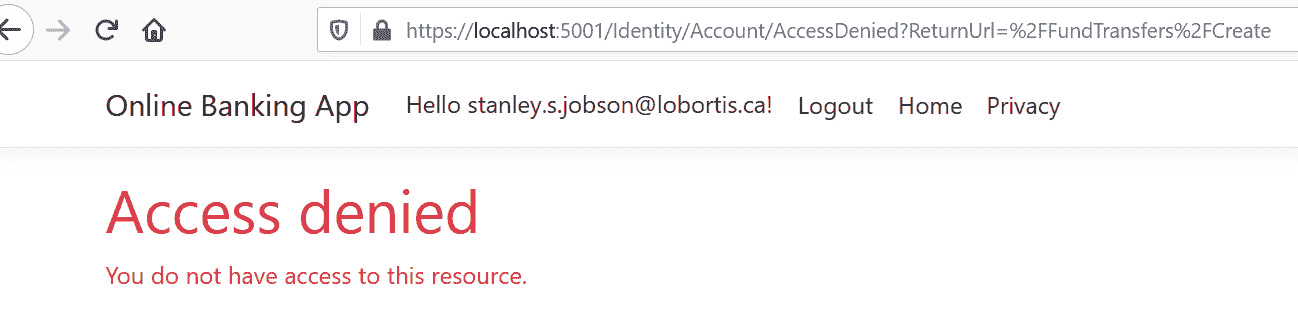 https://localhost:5001/Identity/Account/AccessDenied?ReturnUrl=%2FFundTransfers%2FCreate
Online Banking App Hello stanley.s.jobson@lobortis.ca! Logout Home Privacy
Access denied
You do not have access to this resource.